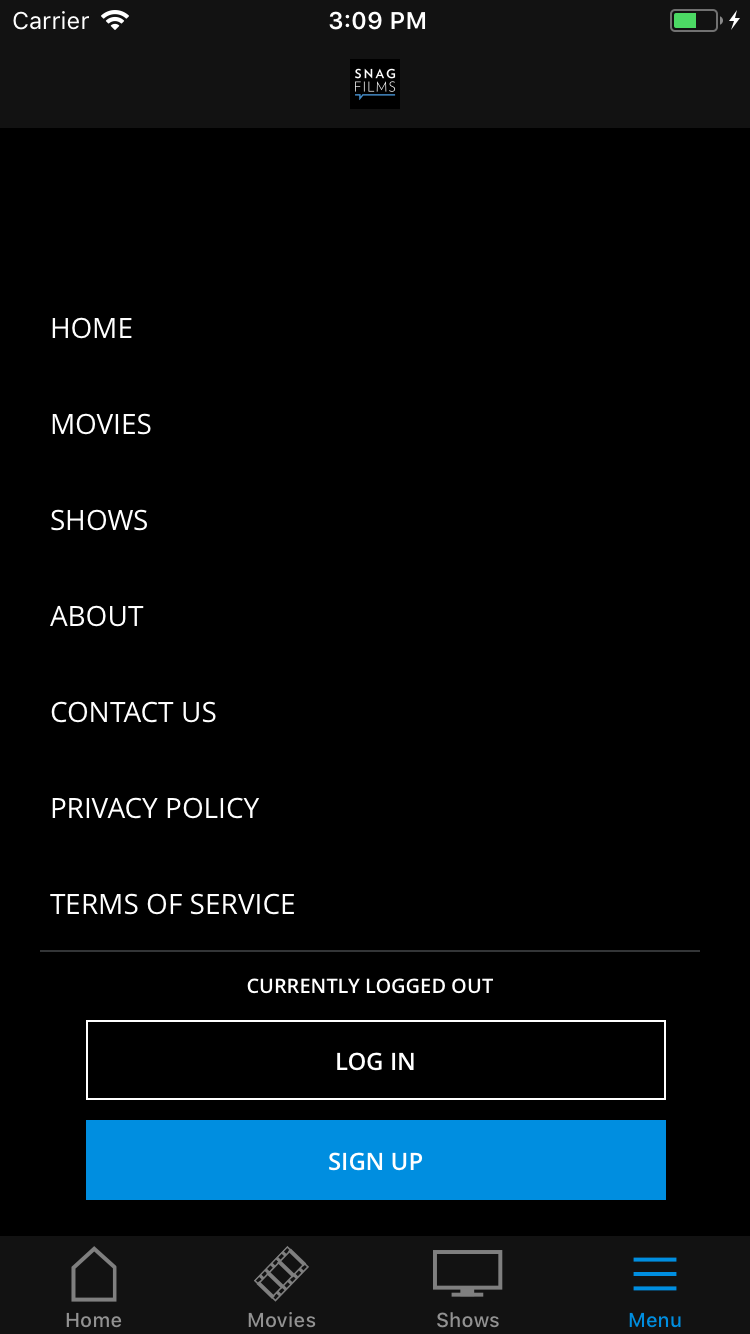 Carrier 3:09 PM
SNAG
FILMS
HOME
MOVIES
SHOWS
ABOUT
CONTACT US
PRIVACY POLICY
TERMS OF SERVICE
CURRENTLY LOGGED OUT
LOG IN
SIGN UP
Home Movies Shows Menu